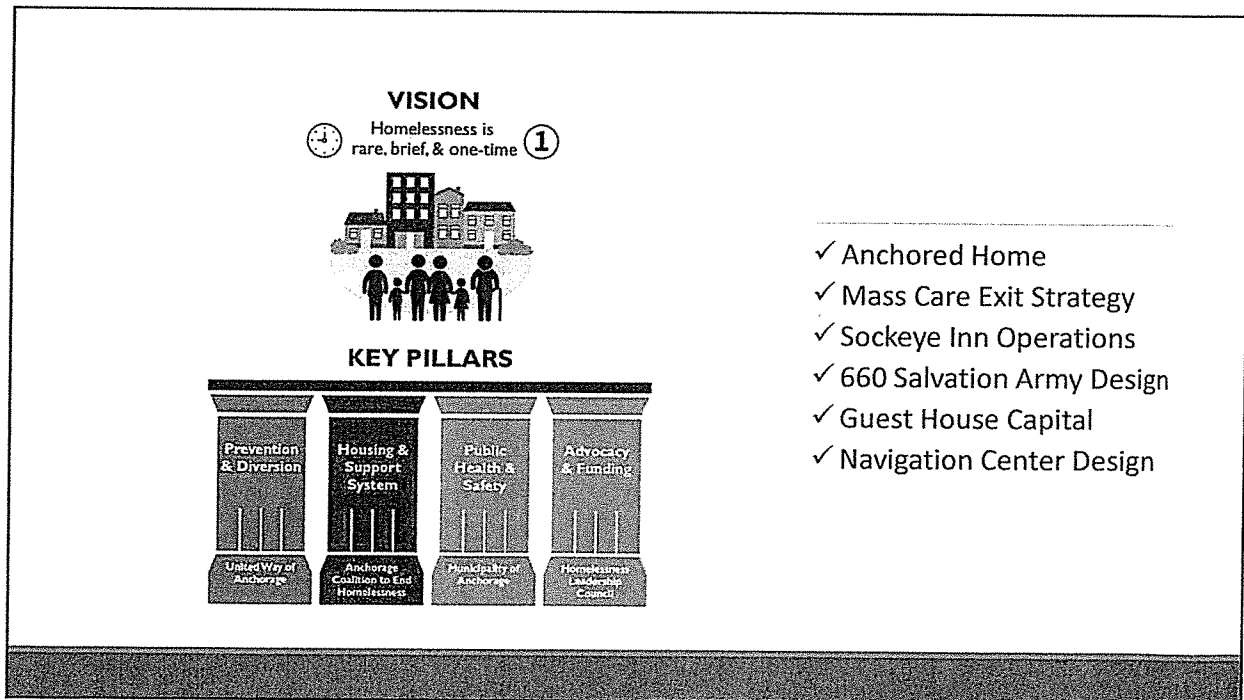 VISION
Homelessness is
rare, brief, & one-time
1
KEY PILLARS
Prevention
& Diversion
Housing &
Support
System
Public
Health &
Safety
Advocacy
& Funding
United Way of
Anchorage
Anchorage
Coalition to End
Homelessness
Municipality of
Anchorage
Homelessness
Leadership
Council
✓ Anchored Home
✓ Mass Care Exit Strategy
✓ Sockeye Inn Operations
✓ 660 Salvation Army Design
✓ Guest House Capital
✓ Navigation Center Design